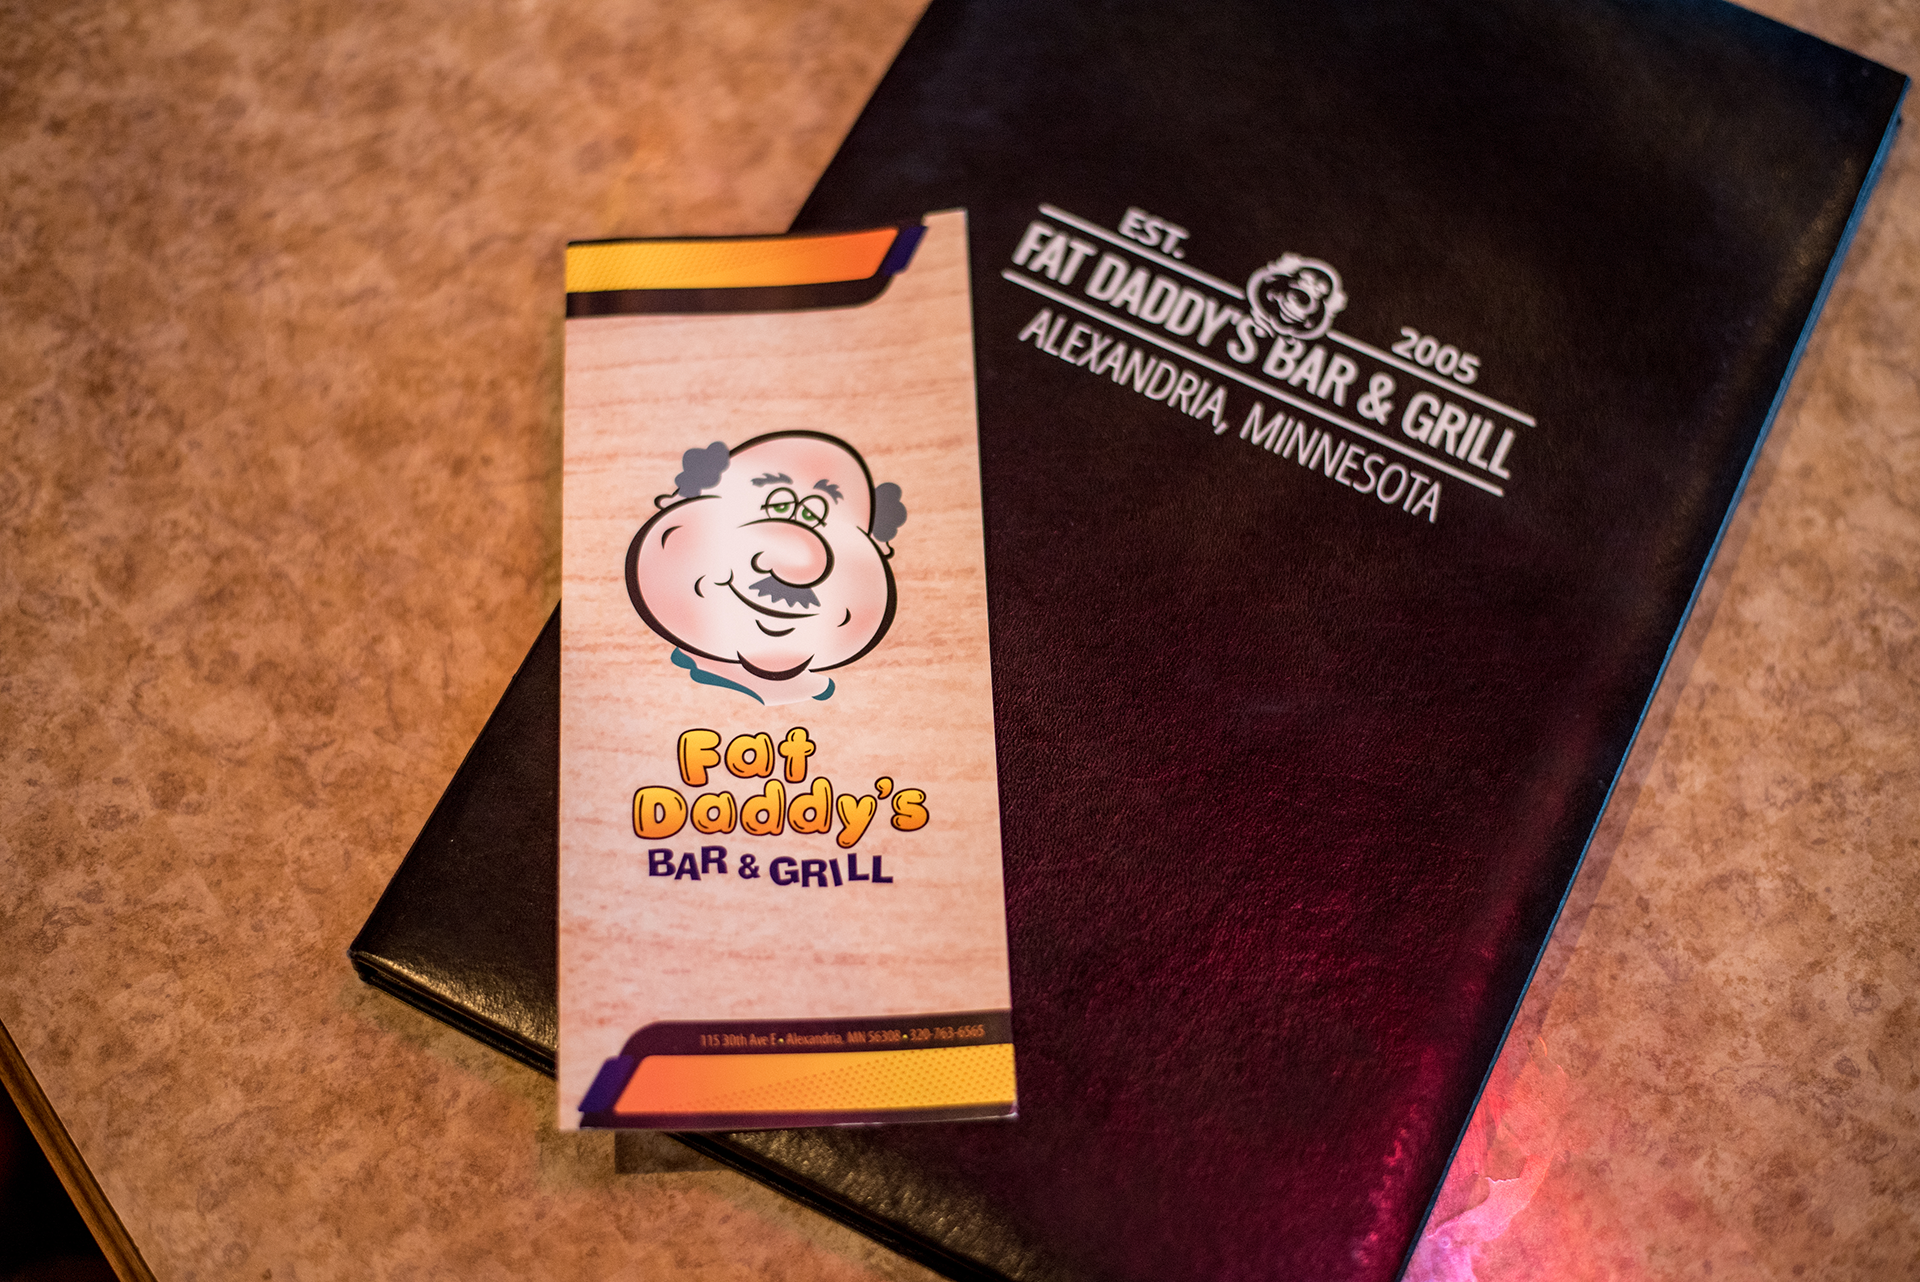 EST. 2005
FAT DADDY'S BAR & GRILL
ALEXANDRIA, MINNESOTA
Fat
Daddy's
BAR & GRILL
115 30th Ave E • Alexandria, MN 56308 • 320-763-6565